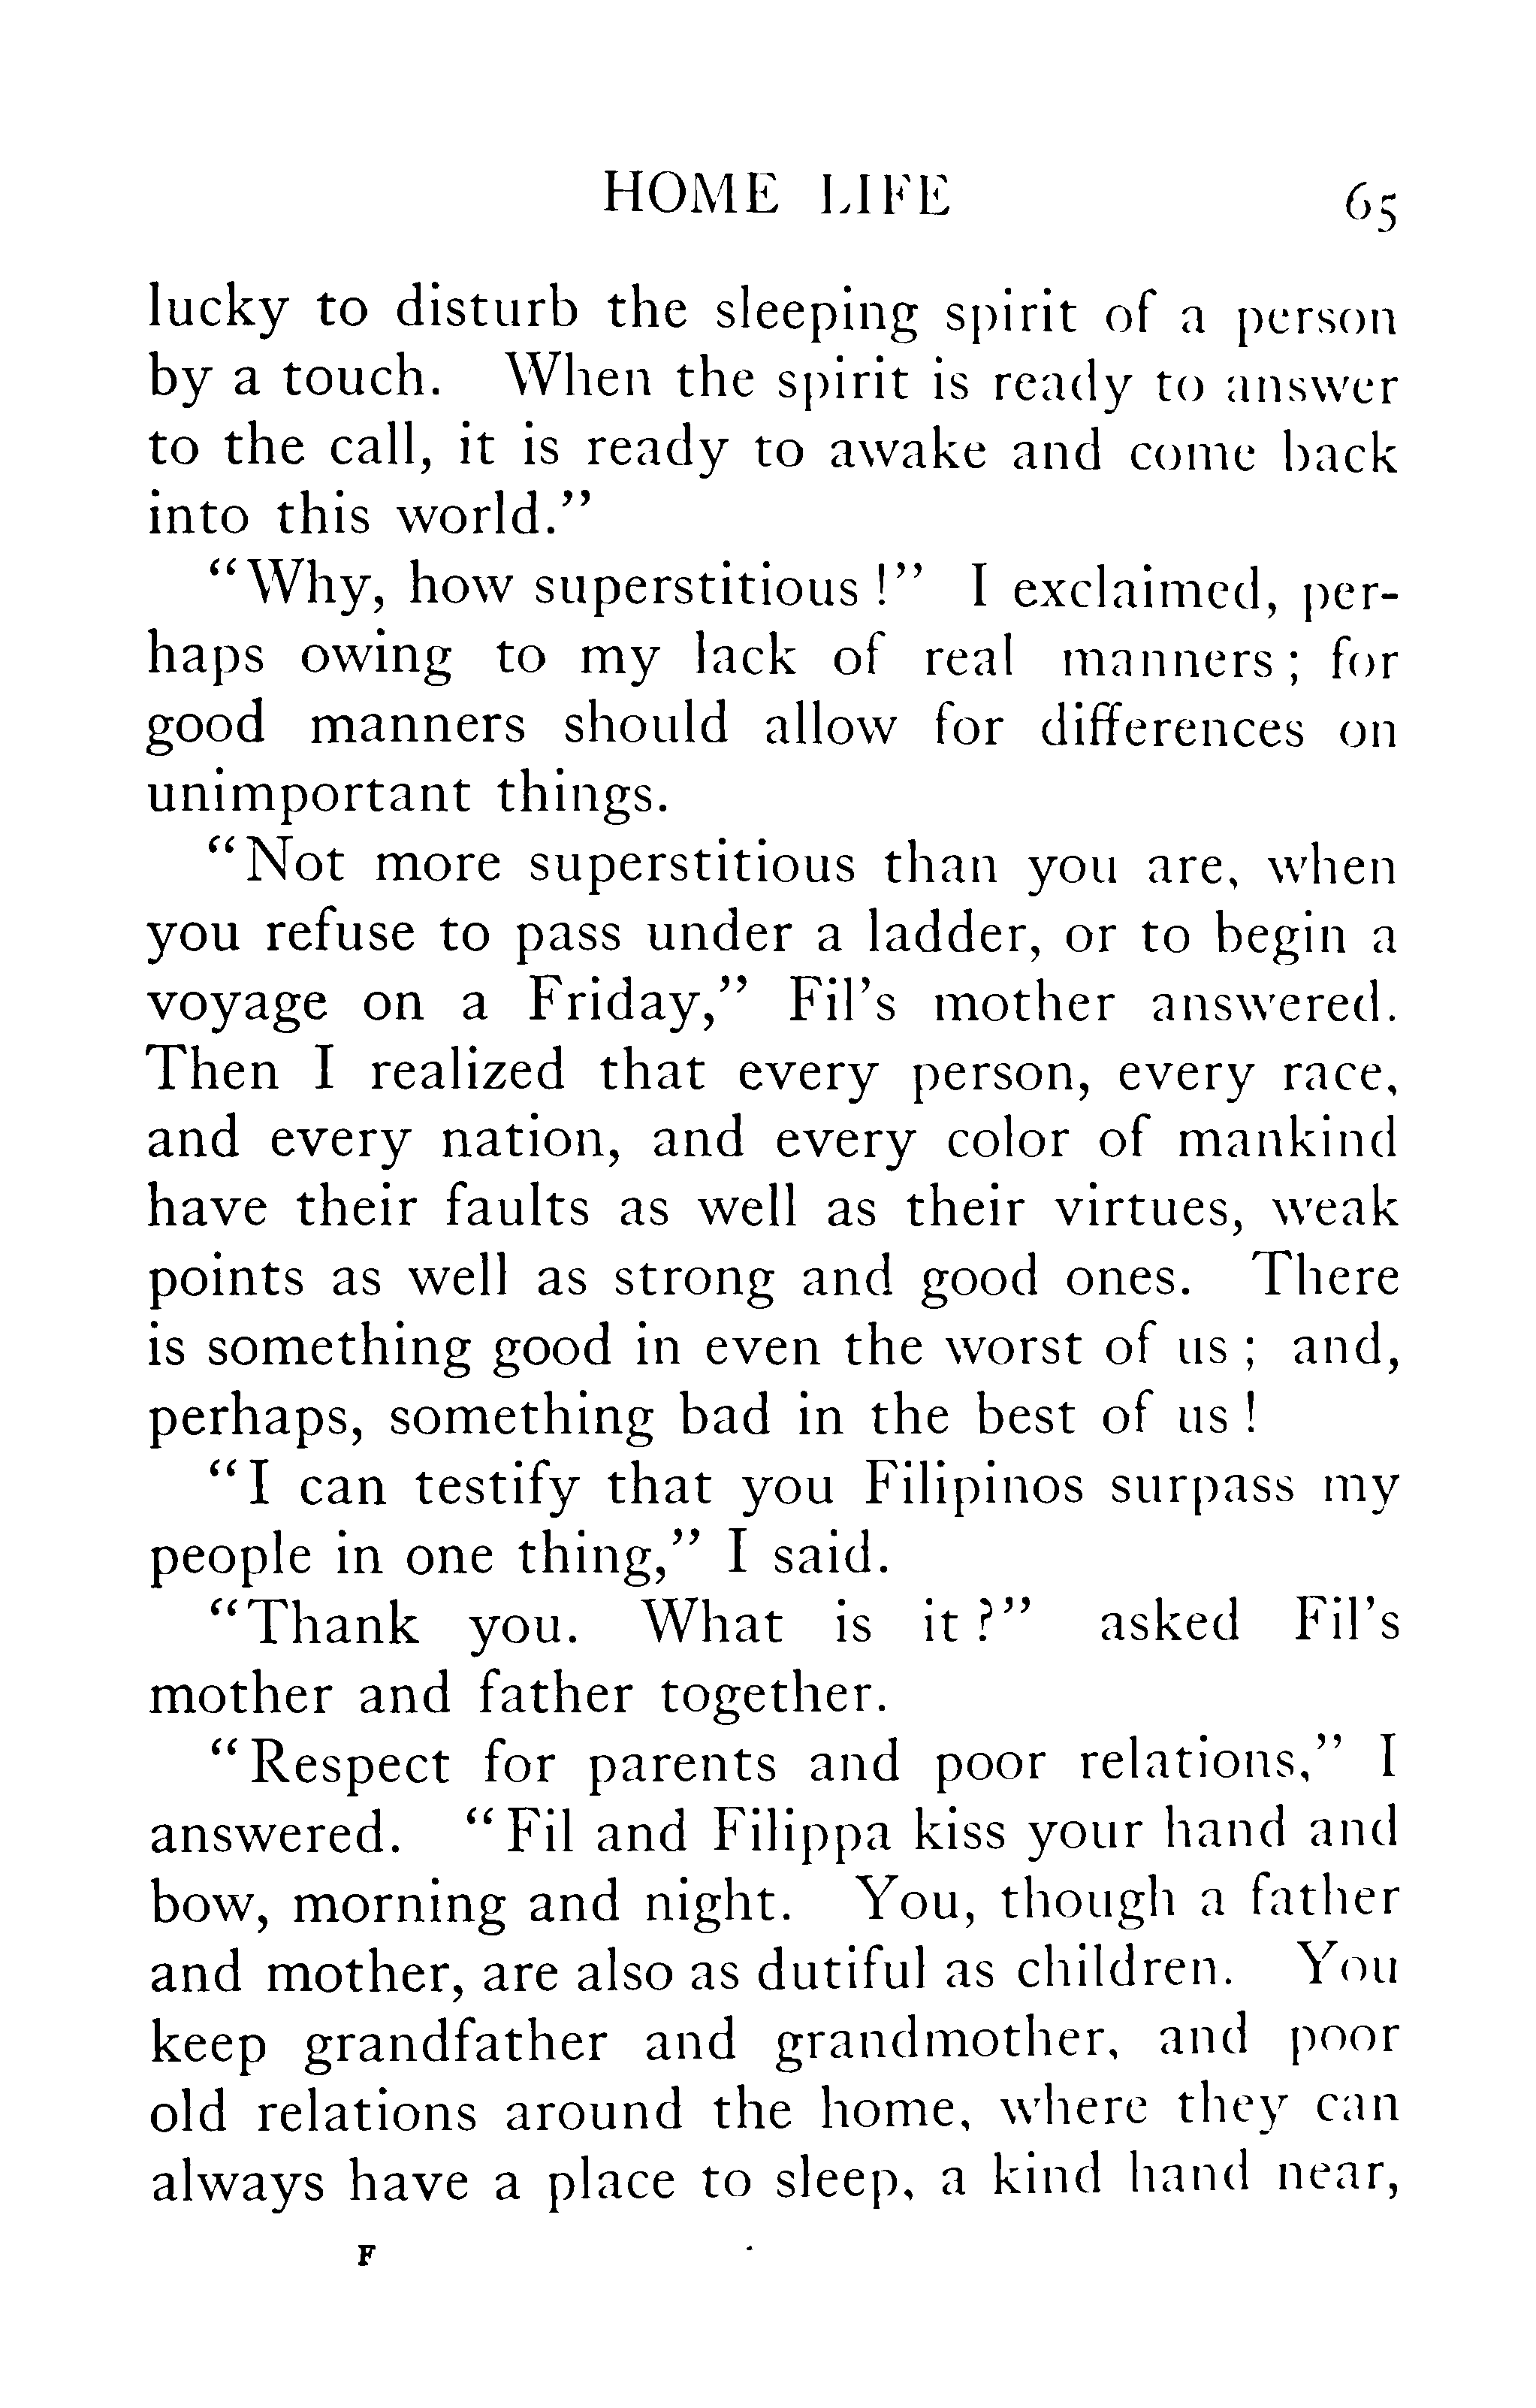 HOME LIFE 65
lucky to disturb the sleeping spirit of a person
by a touch. When the spirit is ready to answer
to the call, it is ready to awake and come back
into this world.”
“Why, how superstitious !” I exclaimed, per-
haps owing to my lack of real manners ; for
good manners should allow for differences on
unimportant things.
“Not more superstitious than you are, when
you refuse to pass under a ladder, or to begin a
voyage on a Friday,” Fil’s mother answered.
Then I realized that every person, every race,
and every nation, and every color of mankind
have their faults as well as their virtues, weak
points as well as strong and good ones. There
is something good in even the worst of us ; and,
perhaps, something bad in the best of us !
“I can testify that you Filipinos surpass my
people in one thing,” I said.
“Thank you. What is it ?” asked Fil’s
mother and father together.
“Respect for parents and poor relations,” I
answered. “Fil and Filippa kiss your hand and
bow, morning and night. You, though a father
and mother, are also as dutiful as children. You
keep grandfather and grandmother, and poor
old relations around the home, where they can
always have a place to sleep, a kind hand near,
F